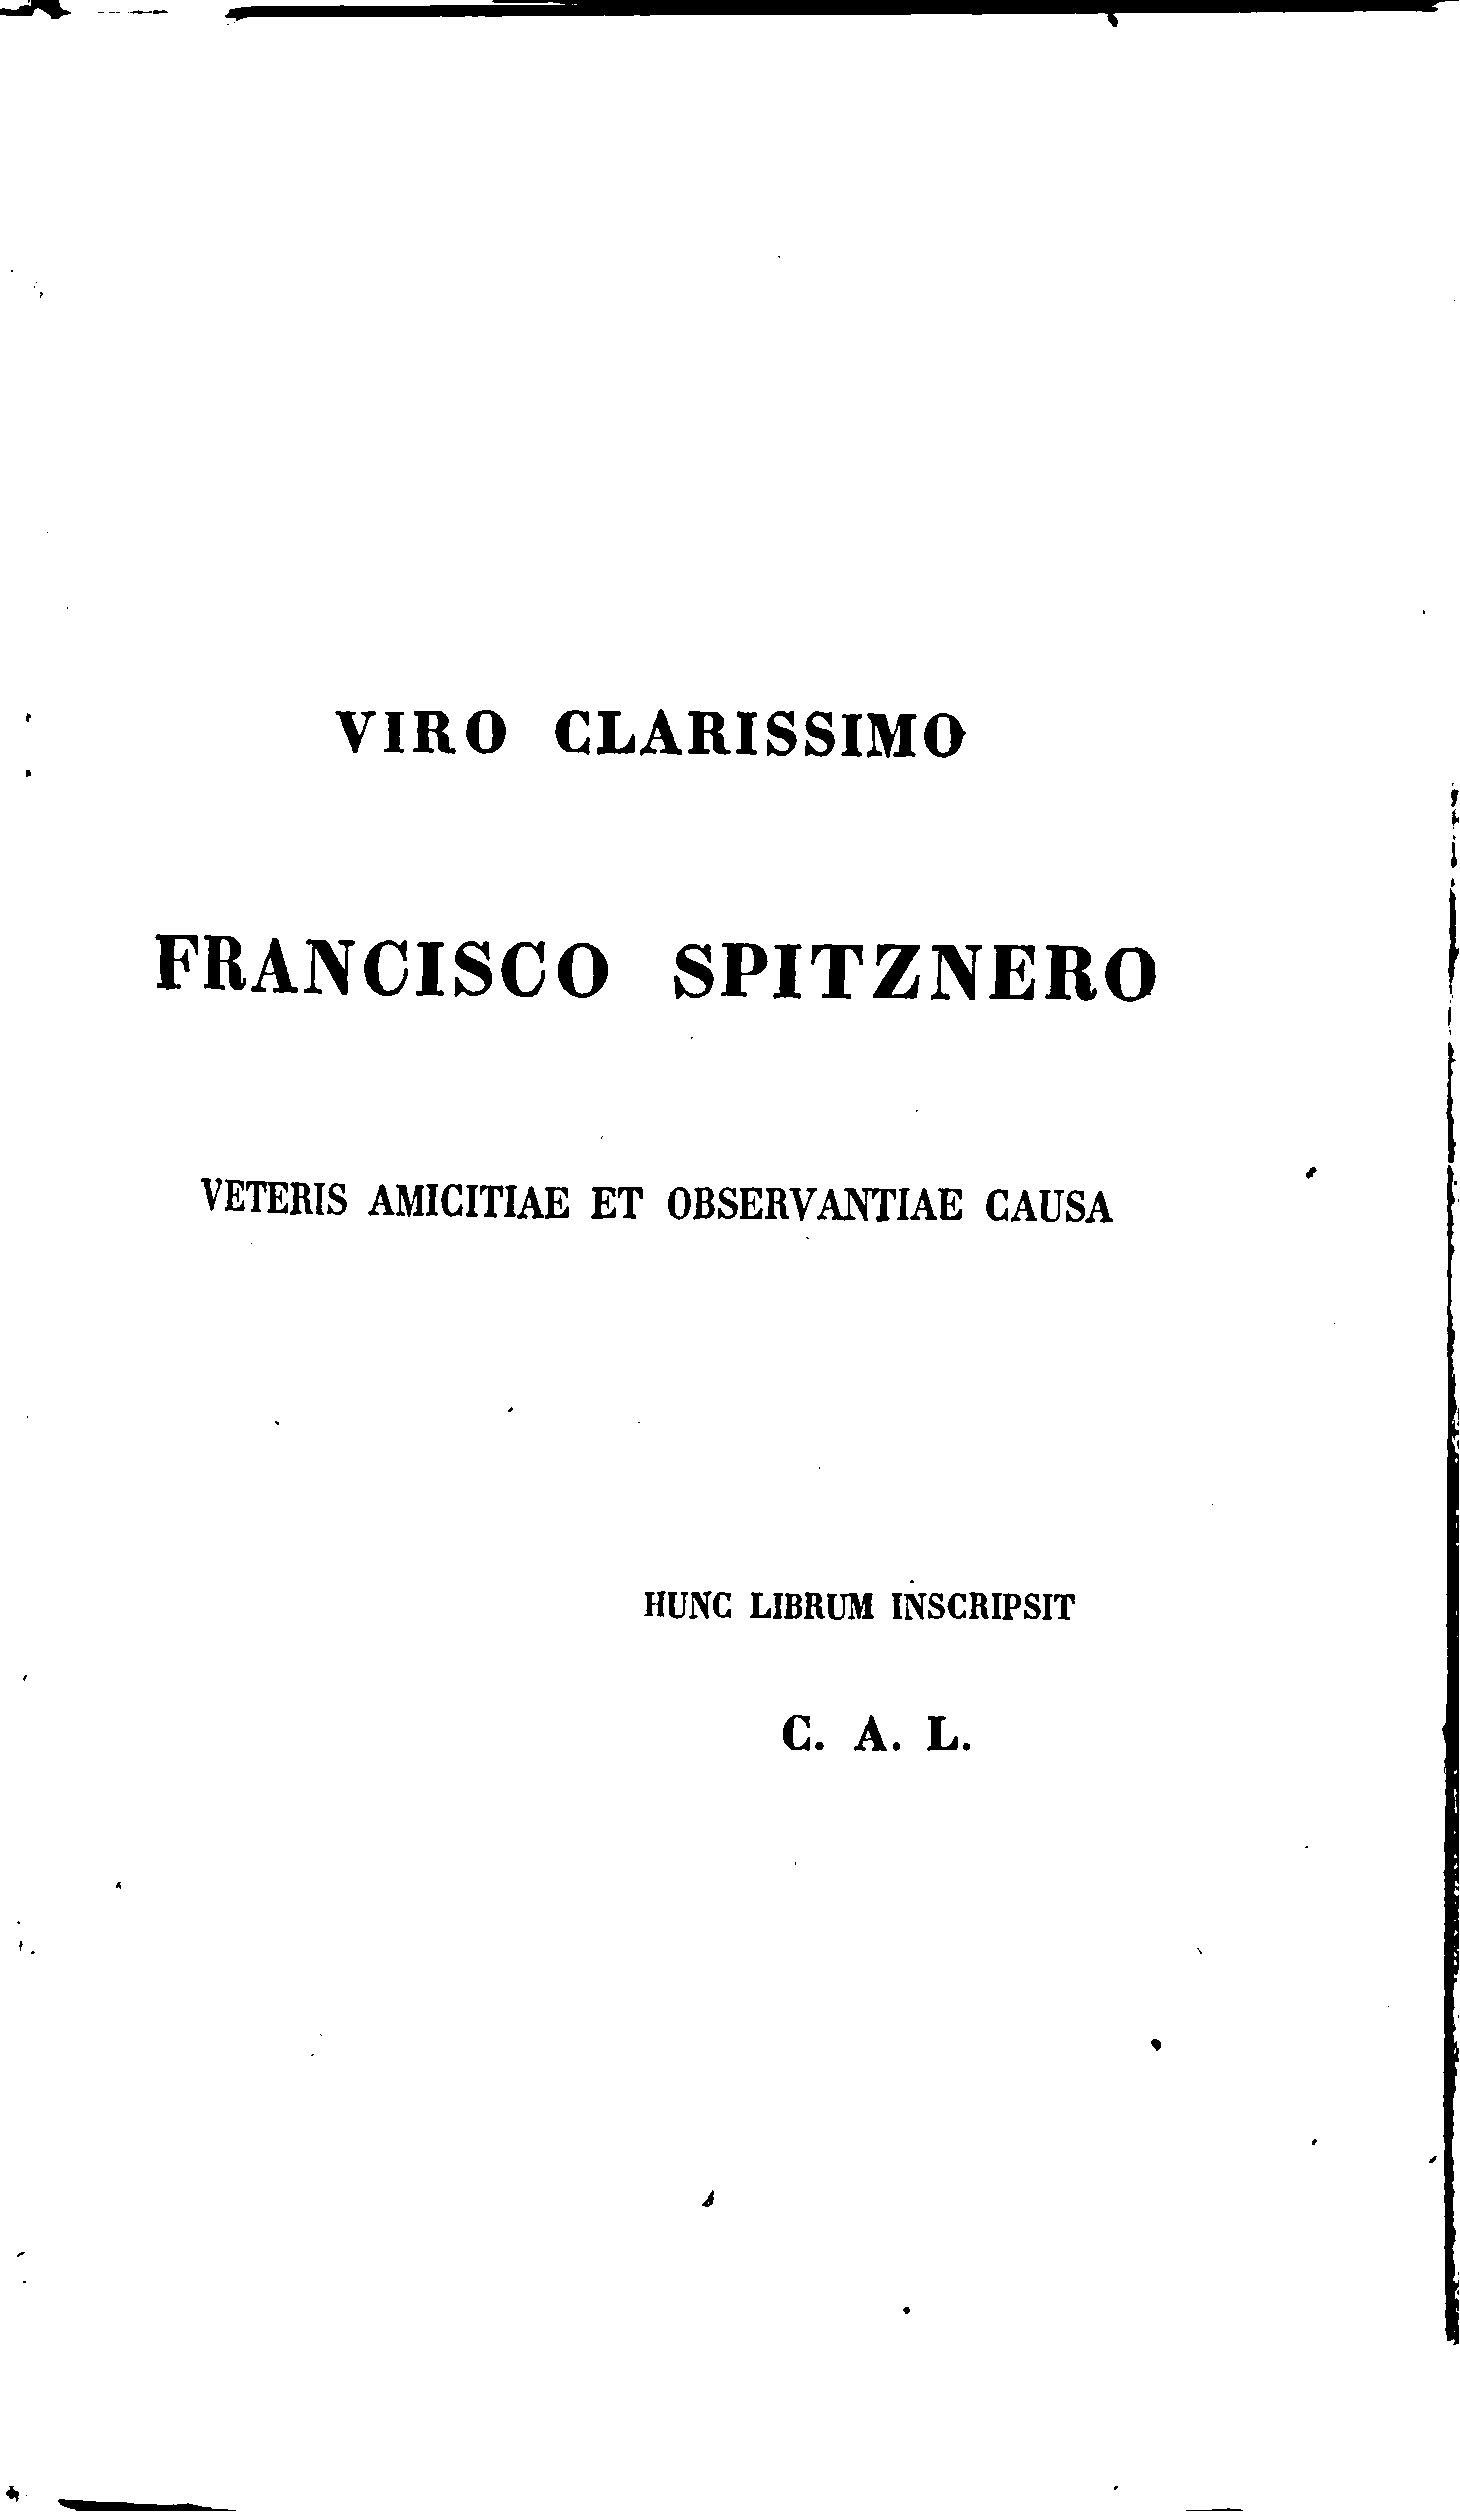 VIRO CLARISSIMO
FRANCISCO SPITZNERO
VETERIS AMICITIAE ET OBSERVANTIAE CAUSA
HUNC LIBRUM INSCRIPSIT
C. A. L.